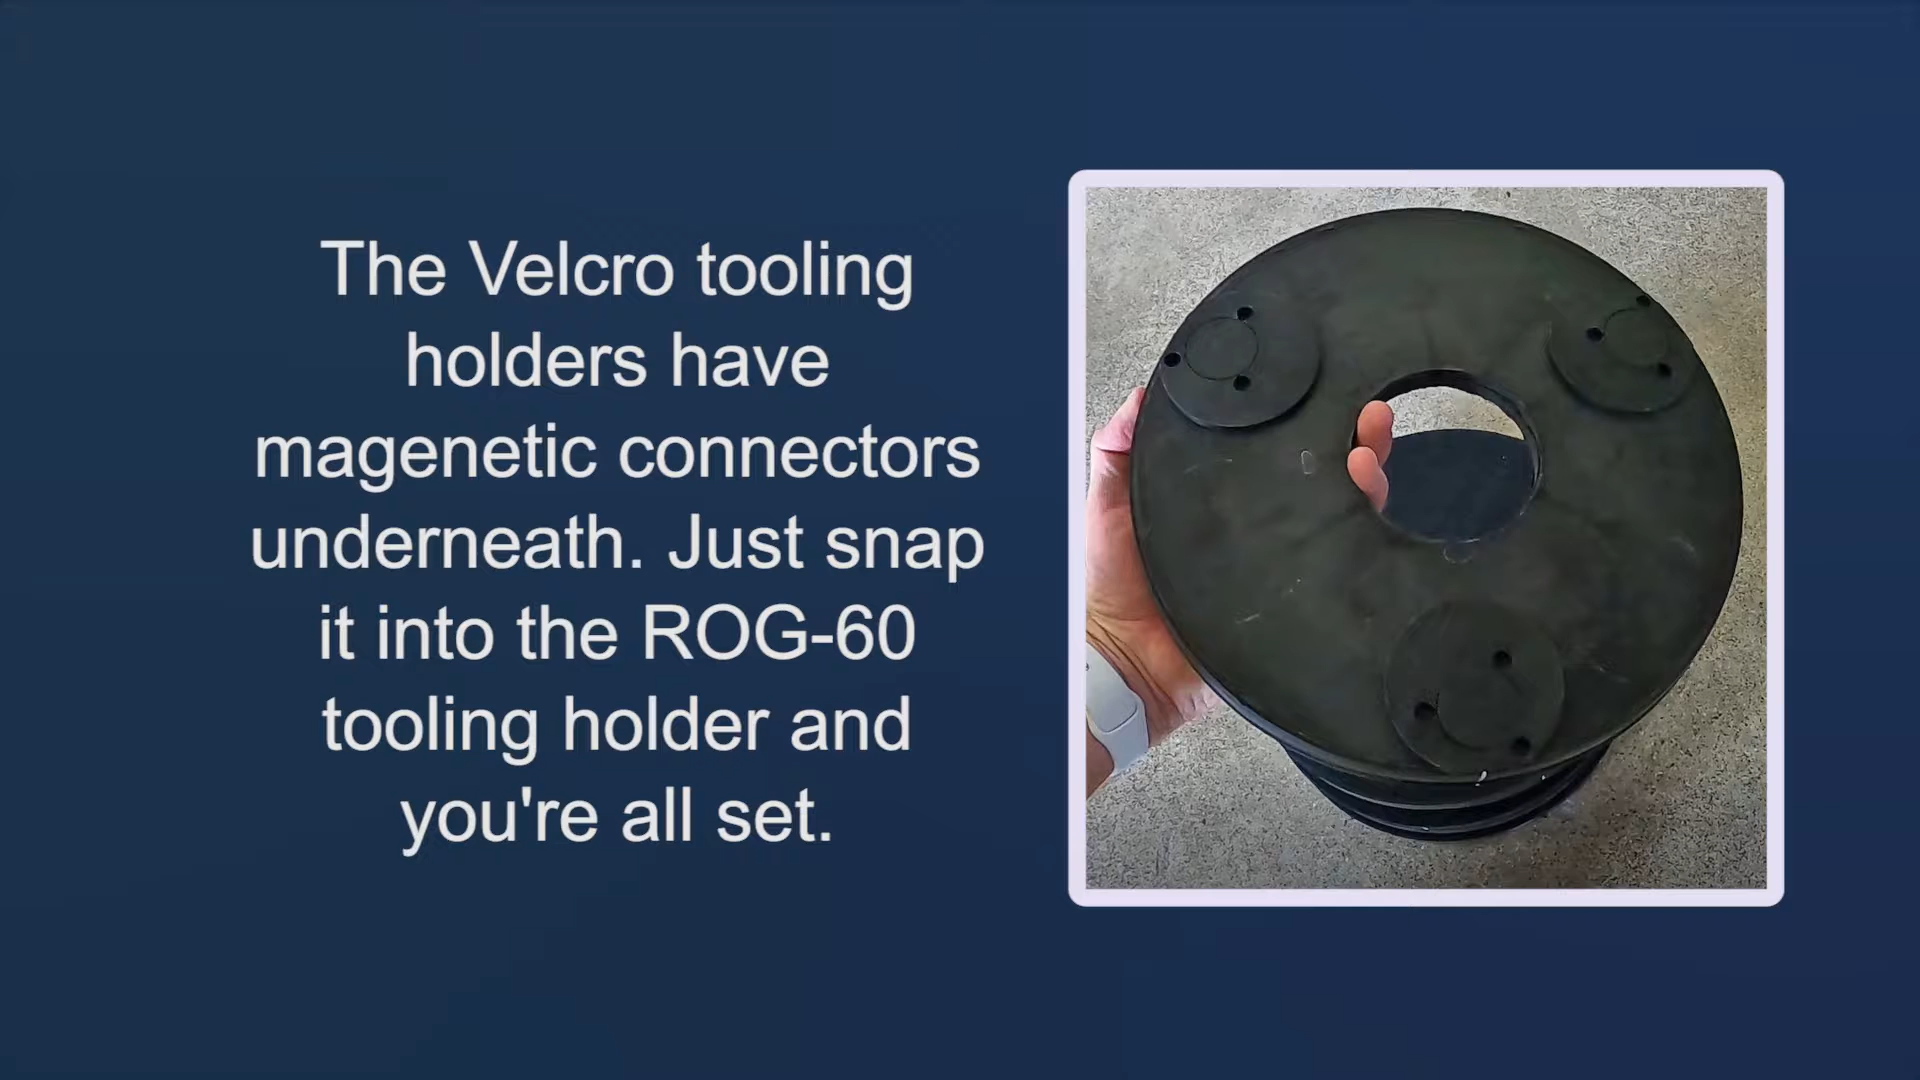 The Velcro tooling
holders have
magenetic connectors
underneath. Just snap
it into the ROG-60
tooling holder and
you're all set.